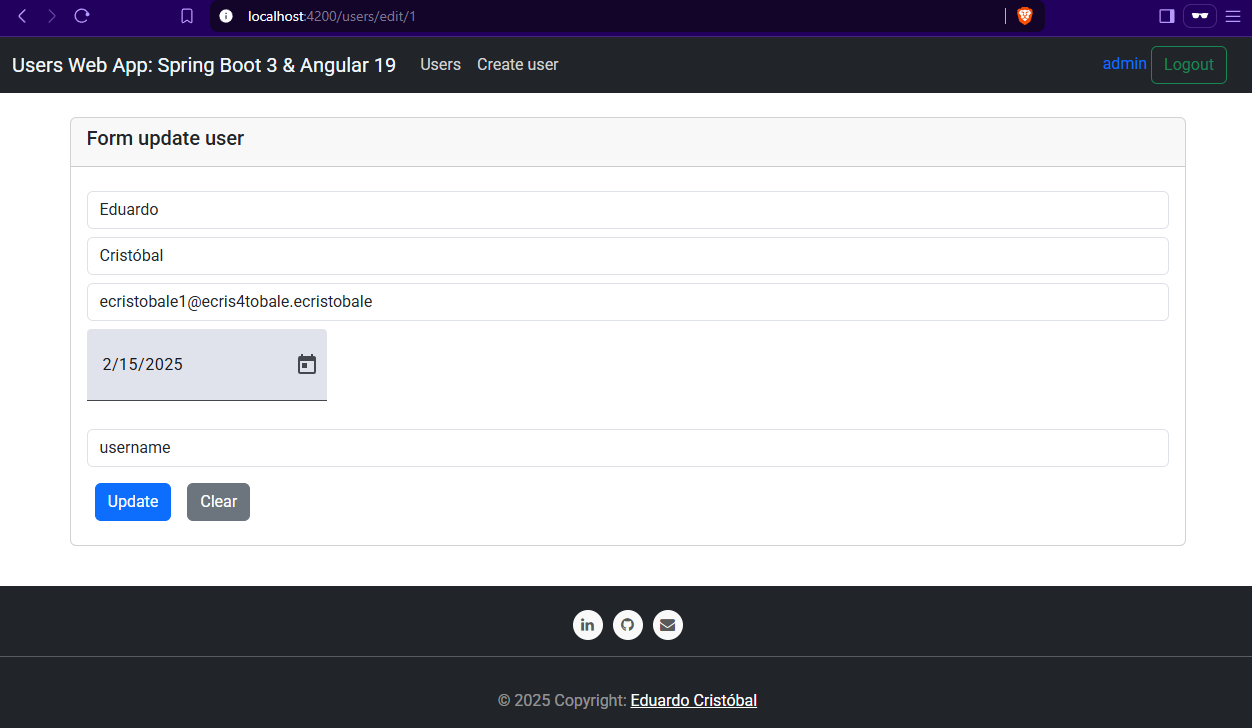 localhost:4200/users/edit/1
Users Web App: Spring Boot 3 & Angular 19 Users Create user admin Logout
Form update user
Eduardo
Cristóbal
ecristobale1@ecris4tobale.ecristobale
2/15/2025
username
Update Clear
in
© 2025 Copyright: Eduardo Cristóbal